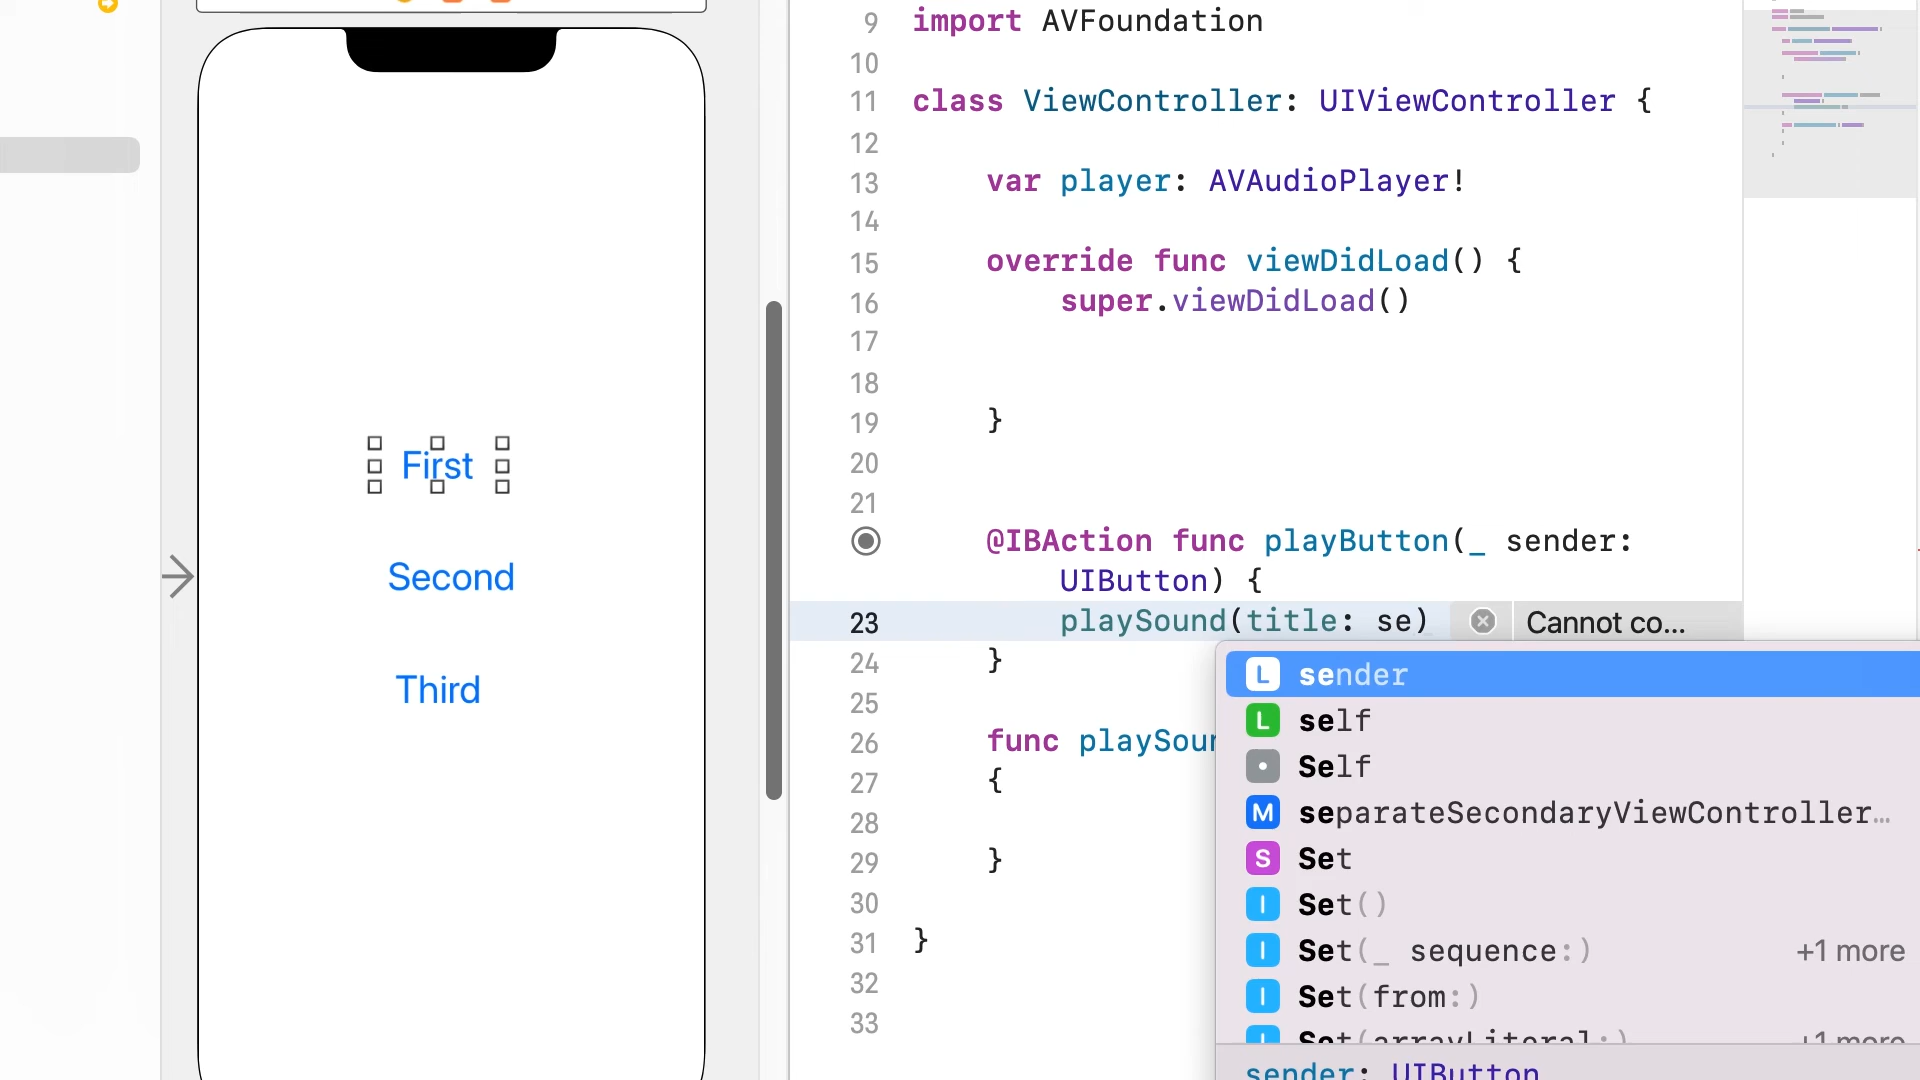 First
Second
Third
9 import AVFoundation
10
11 class ViewController: UIViewController {
12
13 var player: AVAudioPlayer!
14
15 override func viewDidLoad() {
16 super.viewDidLoad()
17
18
19 }
20
21
@IBAction func playButton(_ sender:
UIButton) {
23 playSound(title: se) Cannot co...
24 }
25
26 func playSoun
27 {
28
29 }
30
31 }
32
33
L sender
L self
Self
M separateSecondaryViewController…
S Set
I Set()
I Set(_ sequence:) +1 more
I Set(from:)
I Set(arrayLiteral:) +1 more
sender: UIButton